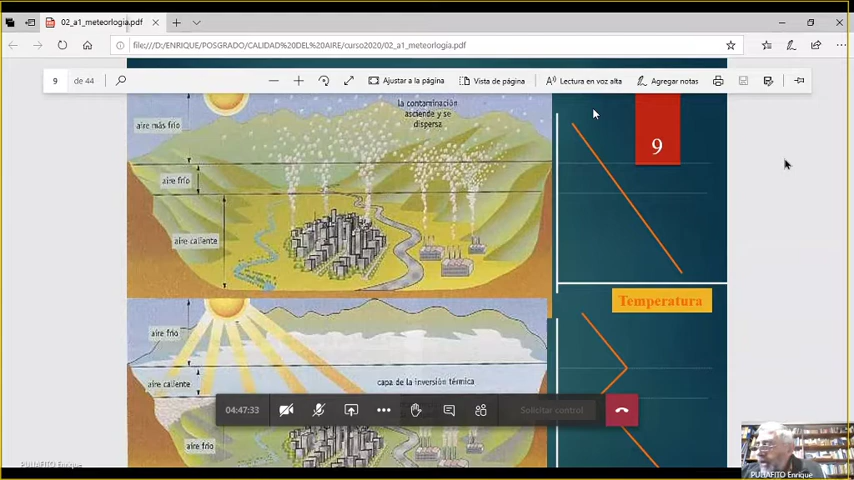 02_a1_meteorlogia.pdf
file:///D:/ENRIQUE/POSGRADO/CALIDAD%20DEL%20AIRE/curso2020/02_a1_meteorlogia.pdf
9 de 44
Ajustar a la página
Vista de página
Lectura en voz alta
Agregar notas
aire más frío
la contaminación
asciende y se
dispersa
9
aire frío
aire caliente
Temperatura
aire frío
aire caliente
capa de la inversión térmica
04:47:33
Solicitar control
aire frío
PULIAFITO Enrique
PULIAFITO Enrique